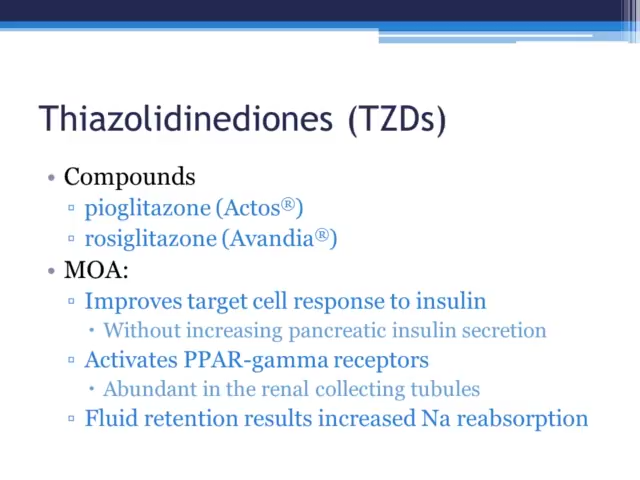 Thiazolidinediones (TZDs)
• Compounds
▫ pioglitazone (Actos®)
▫ rosiglitazone (Avandia®)
• MOA:
▫ Improves target cell response to insulin
▪ Without increasing pancreatic insulin secretion
▫ Activates PPAR-gamma receptors
▪ Abundant in the renal collecting tubules
▫ Fluid retention results increased Na reabsorption